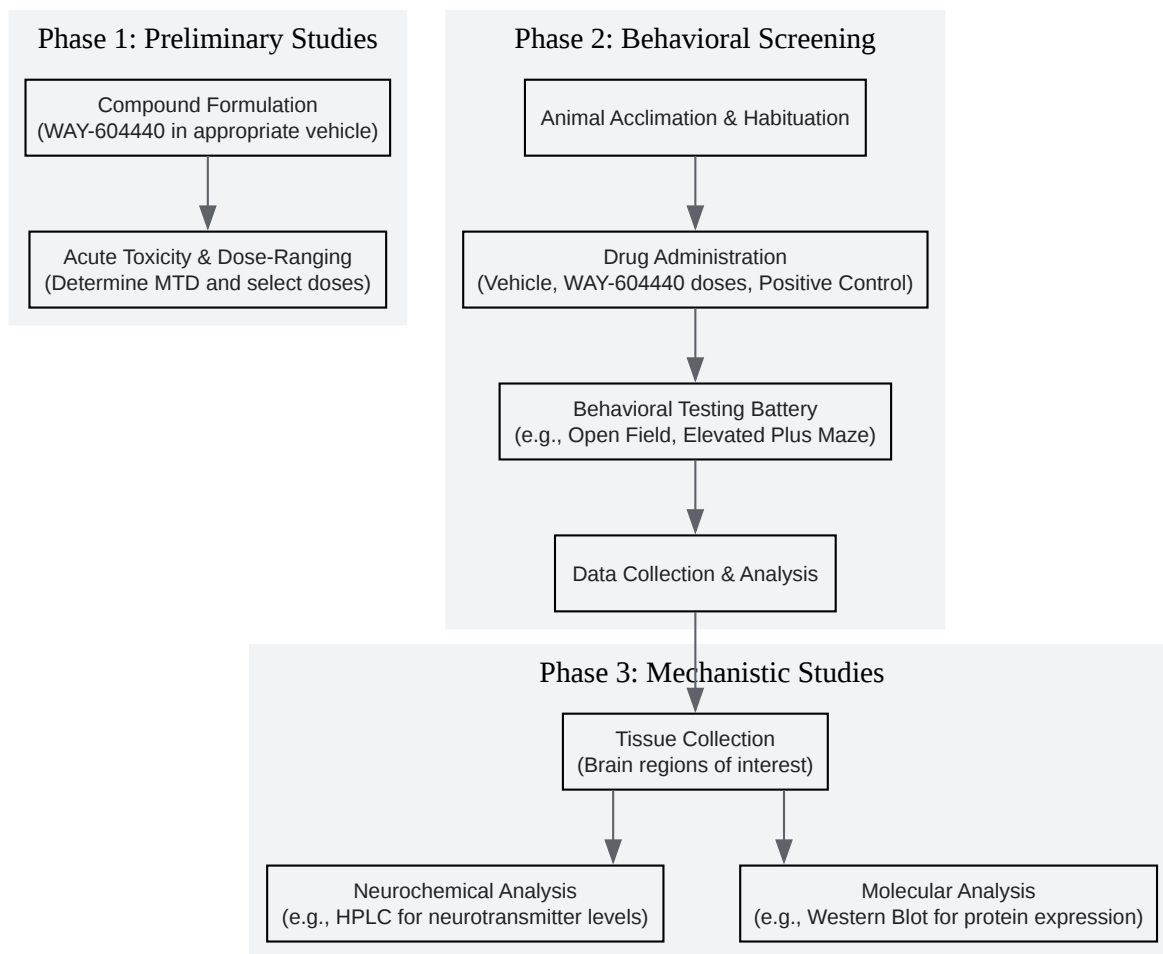 Phase 1: Preliminary Studies
Compound Formulation
(WAY-604440 in appropriate vehicle)
Acute Toxicity & Dose-Ranging
(Determine MTD and select doses)
Phase 2: Behavioral Screening
Animal Acclimation & Habituation
Drug Administration
(Vehicle, WAY-604440 doses, Positive Control)
Behavioral Testing Battery
(e.g., Open Field, Elevated Plus Maze)
Data Collection & Analysis
Phase 3: Mechanistic Studies
Tissue Collection
(Brain regions of interest)
Neurochemical Analysis
(e.g., HPLC for neurotransmitter levels)
Molecular Analysis
(e.g., Western Blot for protein expression)